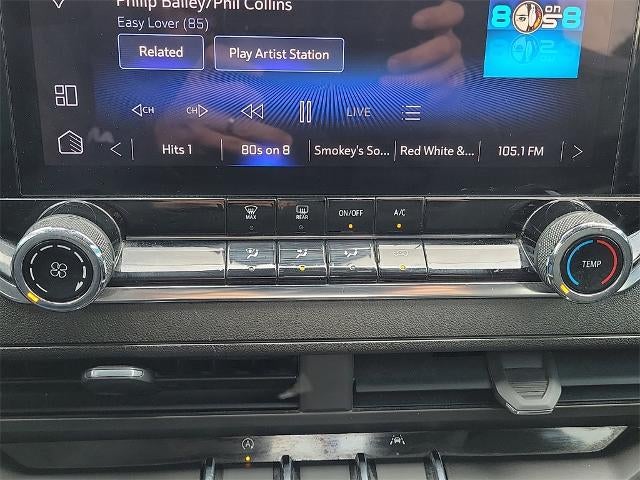 Philip Bailey/Phil Collins
Easy Lover (85)
Related
Play Artist Station
8 on 8
CH
CH
LIVE
Hits 1
80s on 8
Smokey's So...
Red White &...
105.1 FM
MAX
REAR
ON/OFF
A/C
TEMP
A